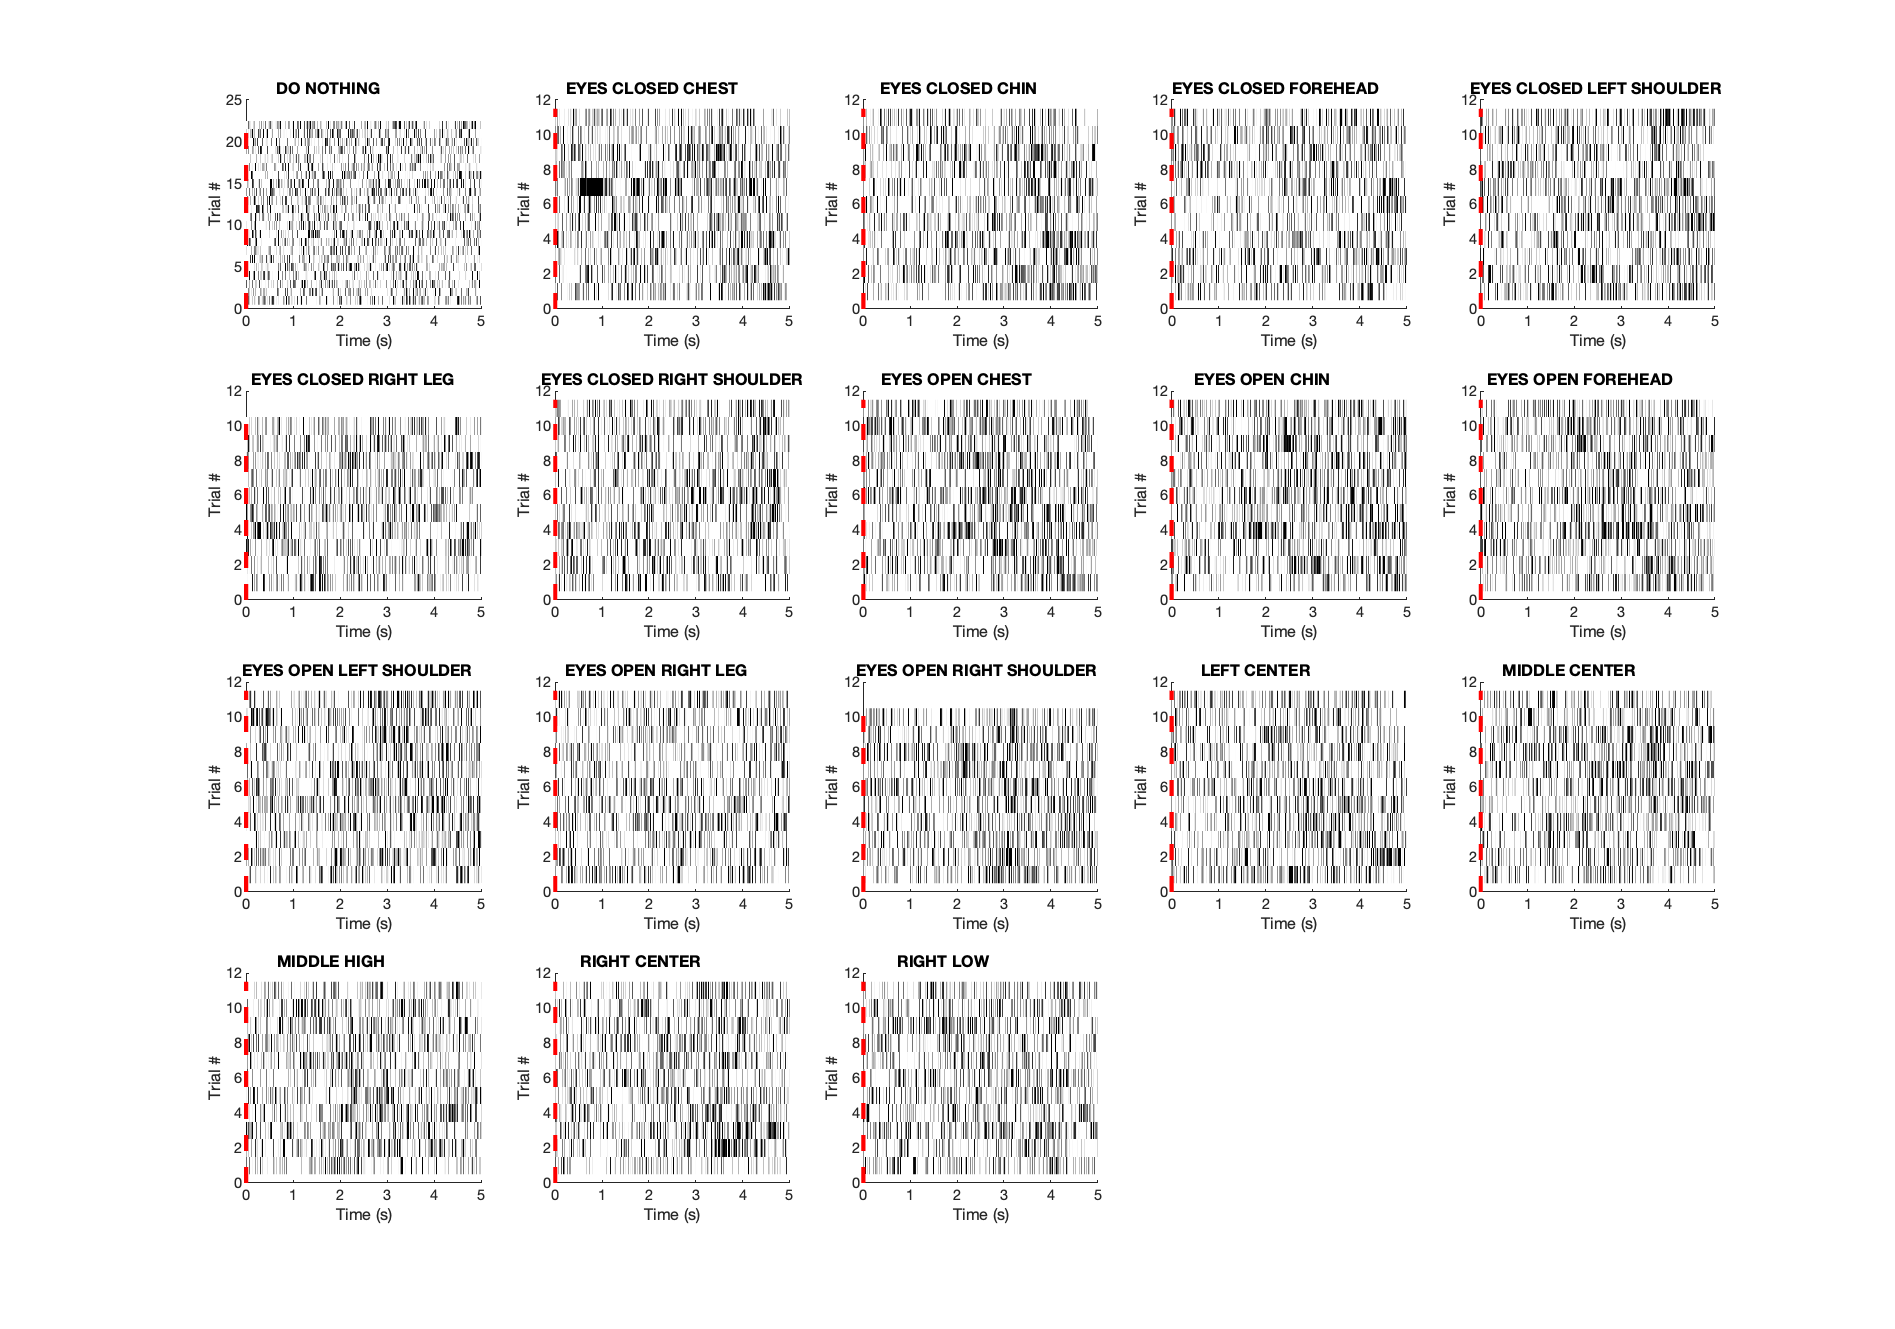 DO NOTHING
25
20
15
10
5
0
Trial #
0 1 2 3 4 5
Time (s)
EYES CLOSED CHEST
12
10
8
6
4
2
0
Trial #
0 1 2 3 4 5
Time (s)
EYES CLOSED CHIN
12
10
8
6
4
2
0
Trial #
0 1 2 3 4 5
Time (s)
EYES CLOSED FOREHEAD
12
10
8
6
4
2
0
Trial #
0 1 2 3 4 5
Time (s)
EYES CLOSED LEFT SHOULDER
12
10
8
6
4
2
0
Trial #
0 1 2 3 4 5
Time (s)
EYES CLOSED RIGHT LEG
12
10
8
6
4
2
0
Trial #
0 1 2 3 4 5
Time (s)
EYES CLOSED RIGHT SHOULDER
12
10
8
6
4
2
0
Trial #
0 1 2 3 4 5
Time (s)
EYES OPEN CHEST
12
10
8
6
4
2
0
Trial #
0 1 2 3 4 5
Time (s)
EYES OPEN CHIN
12
10
8
6
4
2
0
Trial #
0 1 2 3 4 5
Time (s)
EYES OPEN FOREHEAD
12
10
8
6
4
2
0
Trial #
0 1 2 3 4 5
Time (s)
EYES OPEN LEFT SHOULDER
12
10
8
6
4
2
0
Trial #
0 1 2 3 4 5
Time (s)
EYES OPEN RIGHT LEG
12
10
8
6
4
2
0
Trial #
0 1 2 3 4 5
Time (s)
EYES OPEN RIGHT SHOULDER
12
10
8
6
4
2
0
Trial #
0 1 2 3 4 5
Time (s)
LEFT CENTER
12
10
8
6
4
2
0
Trial #
0 1 2 3 4 5
Time (s)
MIDDLE CENTER
12
10
8
6
4
2
0
Trial #
0 1 2 3 4 5
Time (s)
MIDDLE HIGH
12
10
8
6
4
2
0
Trial #
0 1 2 3 4 5
Time (s)
RIGHT CENTER
12
10
8
6
4
2
0
Trial #
0 1 2 3 4 5
Time (s)
RIGHT LOW
12
10
8
6
4
2
0
Trial #
0 1 2 3 4 5
Time (s)